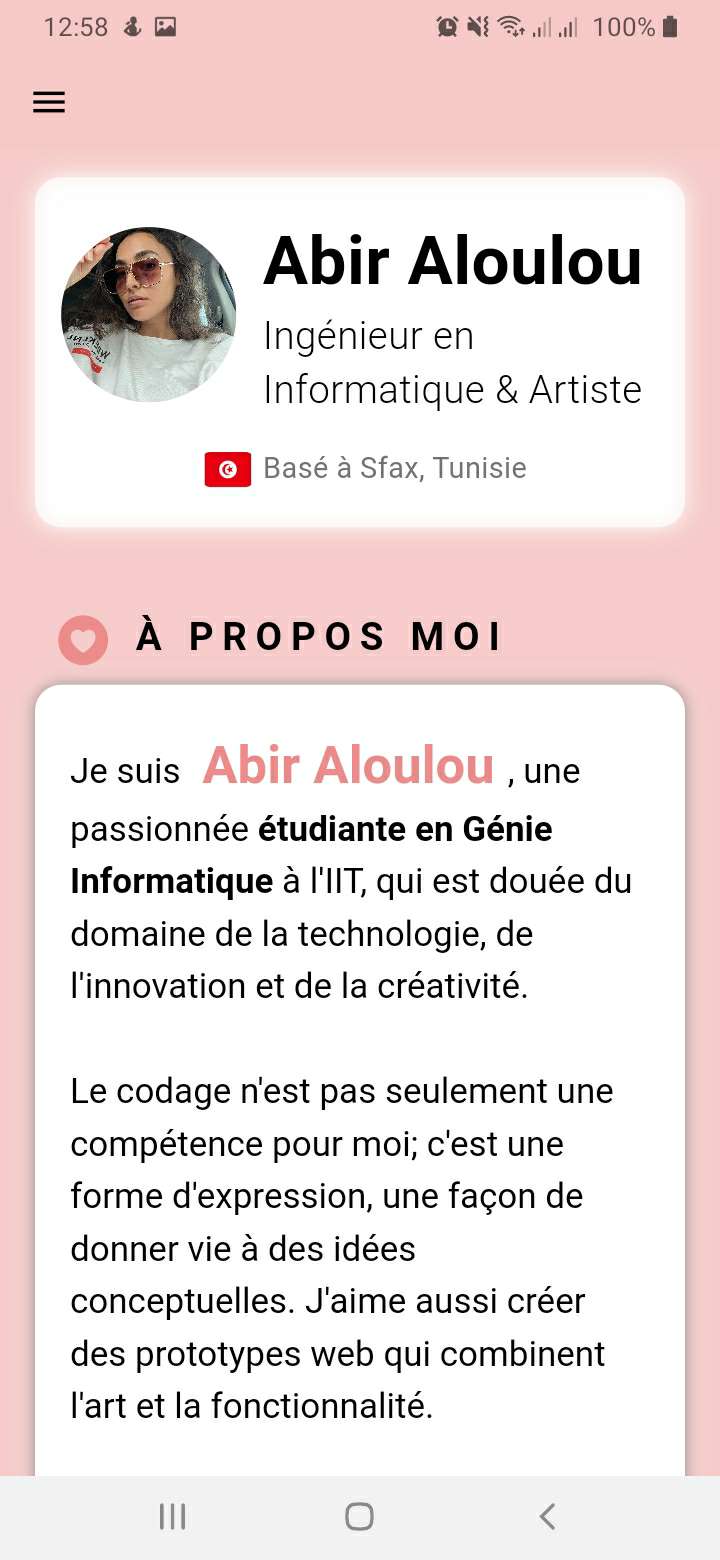 12:58
100%
Abir Aloulou
Ingénieur en
Informatique & Artiste
Basé à Sfax, Tunisie
À PROPOS MOI
Je suis Abir Aloulou , une
passionnée étudiante en Génie
Informatique à l'IIT, qui est douée du
domaine de la technologie, de
l'innovation et de la créativité.
Le codage n'est pas seulement une
compétence pour moi; c'est une
forme d'expression, une façon de
donner vie à des idées
conceptuelles. J'aime aussi créer
des prototypes web qui combinent
l'art et la fonctionnalité.